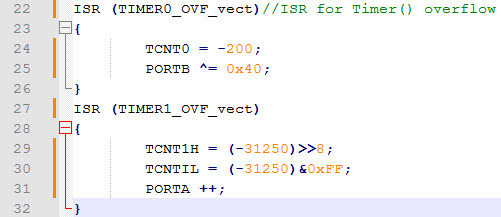 22 ISR (TIMER0_OVF_vect)//ISR for Timer() overflow
23 {
24 TCNT0 = -200;
25 PORTB ^= 0x40;
26 }
27 ISR (TIMER1_OVF_vect)
28 {
29 TCNT1H = (-31250)>>8;
30 TCNTIL = (-31250)&0xFF;
31 PORTA ++;
32 }